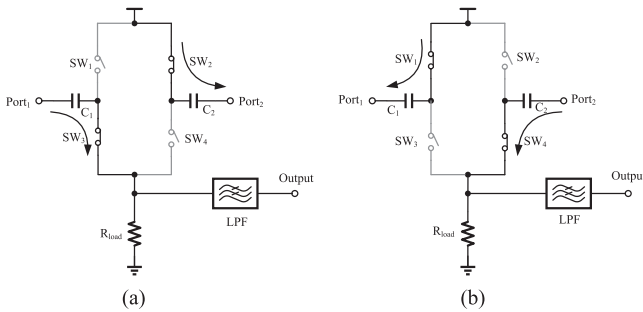 SW₁ SW₂
Port₁ C₁ C₂ Port₂
SW₃ SW₄
Output
LPF
Rload
(a)
SW₁ SW₂
Port₁ C₁ C₂ Port₂
SW₃ SW₄
Outpu
LPF
Rload
(b)